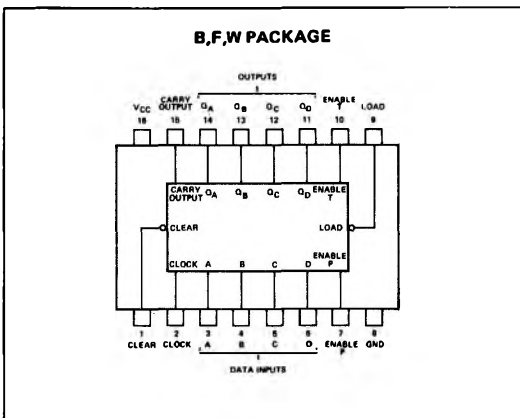 B,F,W PACKAGE
OUTPUTS
VCC CARRY OUTPUT QA QB QC QD ENABLE T LOAD
16 15 14 13 12 11 10 9
CARRY OUTPUT QA QB QC QD ENABLE T
CLEAR LOAD
CLOCK A B C D ENABLE P
1 2 3 4 5 6 7 8
CLEAR CLOCK A B C D ENABLE P GND
DATA INPUTS